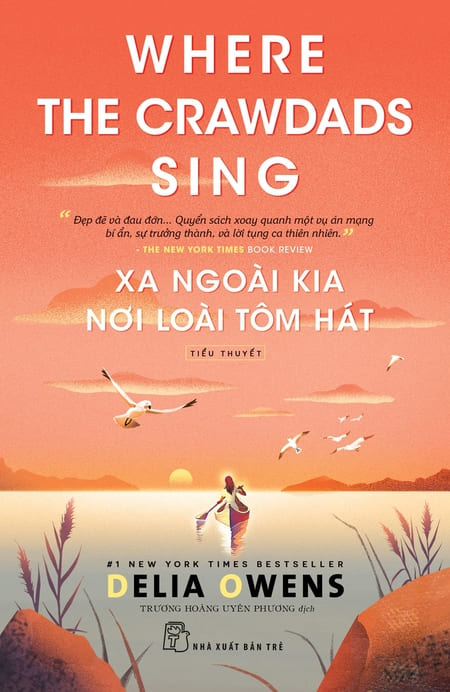 WHERE
THE CRAWDADS
SING
“Đẹp đẽ và đau đớn... Quyển sách xoay quanh một vụ án mạng
bí ẩn, sự trưởng thành, và lời tụng ca thiên nhiên.”
- THE NEW YORK TIMES BOOK REVIEW
XA NGOÀI KIA
NƠI LOÀI TÔM HÁT
TIỂU THUYẾT
#1 NEW YORK TIMES BESTSELLER
DELIA OWENS
TRƯƠNG HOÀNG UYÊN PHƯƠNG dịch
NHÀ XUẤT BẢN TRẺ